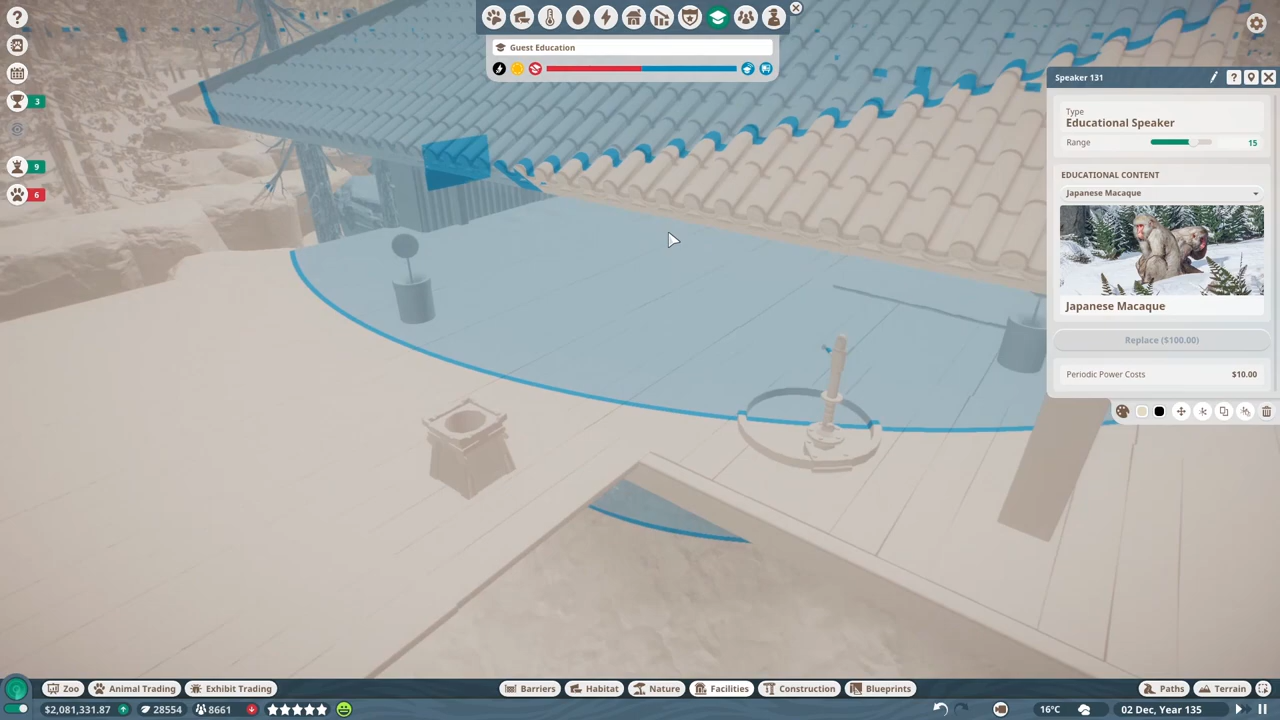 Guest Education
3
9
6
Speaker 131
?
?
Type
Educational Speaker
Range
15
EDUCATIONAL CONTENT
Japanese Macaque
Japanese Macaque
Replace ($100.00)
Periodic Power Costs
$10.00
Zoo
Animal Trading
Exhibit Trading
Barriers
Habitat
Nature
Facilities
Construction
Blueprints
Paths
Terrain
$2,081,331.87
28554
8661
16°C
02 Dec, Year 135